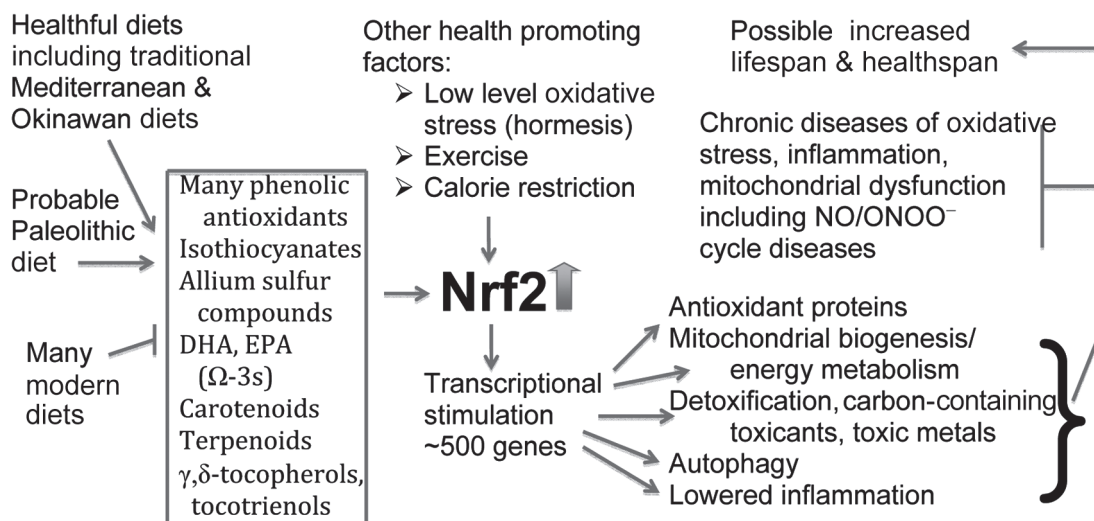 Healthful diets
including traditional
Mediterranean &
Okinawan diets
Probable
Paleolithic
diet
Many
modern
diets
Many phenolic
antioxidants
Isothiocyanates
Allium sulfur
compounds
DHA, EPA
(Ω-3s)
Carotenoids
Terpenoids
γ,δ-tocopherols,
tocotrienols
Other health promoting
factors:
➢ Low level oxidative
stress (hormesis)
➢ Exercise
➢ Calorie restriction
Nrf2
Transcriptional
stimulation
~500 genes
Possible increased
lifespan & healthspan
Chronic diseases of oxidative
stress, inflammation,
mitochondrial dysfunction
including NO/ONOO⁻
cycle diseases
Antioxidant proteins
Mitochondrial biogenesis/
energy metabolism
Detoxification, carbon-containing
toxicants, toxic metals
Autophagy
Lowered inflammation